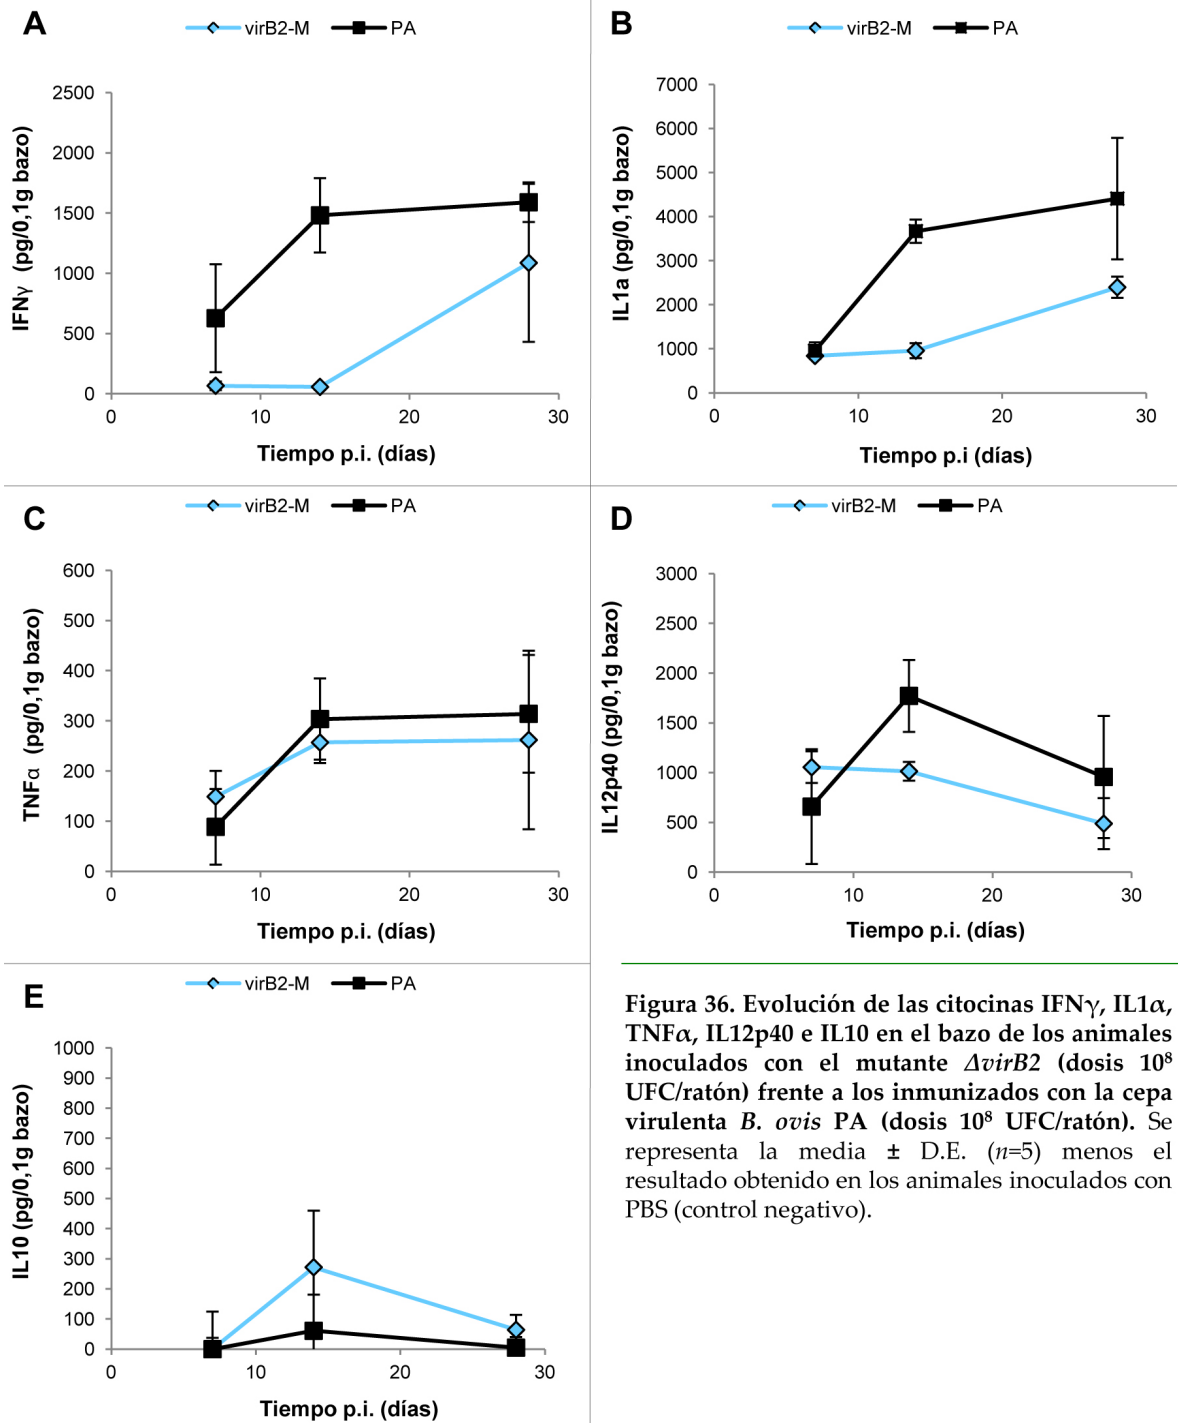 A
virB2-M PA
IFNγ (pg/0,1g bazo)
2500
2000
1500
1000
500
0
0 10 20 30
Tiempo p.i. (días)
B
virB2-M PA
IL1a (pg/0,1g bazo)
7000
6000
5000
4000
3000
2000
1000
0
0 10 20 30
Tiempo p.i (días)
C
virB2-M PA
TNFα (pg/0,1g bazo)
600
500
400
300
200
100
0
0 10 20 30
Tiempo p.i. (días)
D
virB2-M PA
IL12p40 (pg/0,1g bazo)
3000
2500
2000
1500
1000
500
0
0 10 20 30
Tiempo p.i. (días)
E
virB2-M PA
IL10 (pg/0,1g bazo)
1000
900
800
700
600
500
400
300
200
100
0
0 10 20 30
Tiempo p.i. (días)
Figura 36. Evolución de las citocinas IFNγ, IL1α,
TNFα, IL12p40 e IL10 en el bazo de los animales
inoculados con el mutante ΔvirB2 (dosis 10⁸
UFC/ratón) frente a los inmunizados con la cepa
virulenta B. ovis PA (dosis 10⁸ UFC/ratón). Se
representa la media ± D.E. (n=5) menos el
resultado obtenido en los animales inoculados con
PBS (control negativo).